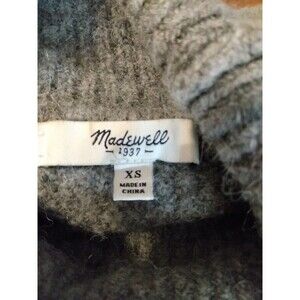 Madewell
— 1937 —
XS
MADE IN
CHINA